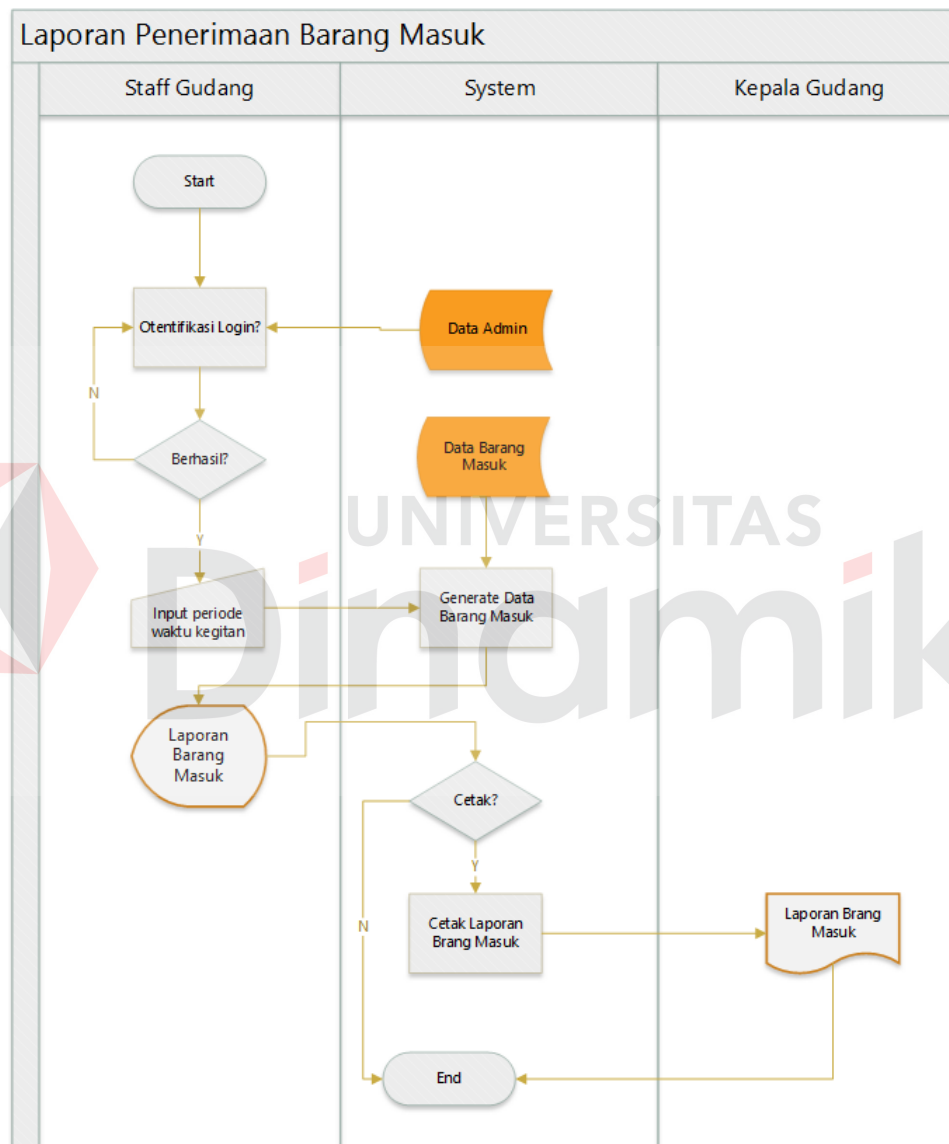 Laporan Penerimaan Barang Masuk
Staff Gudang
System
Kepala Gudang
Start
Otentifikasi Login?
Data Admin
N
Berhasil?
Data Barang
Masuk
UNIVERSITAS
Dinamik
Y
Input periode
waktu kegitan
Generate Data
Barang Masuk
Laporan
Barang
Masuk
Cetak?
Y
N
Cetak Laporan
Brang Masuk
Laporan Brang
Masuk
End